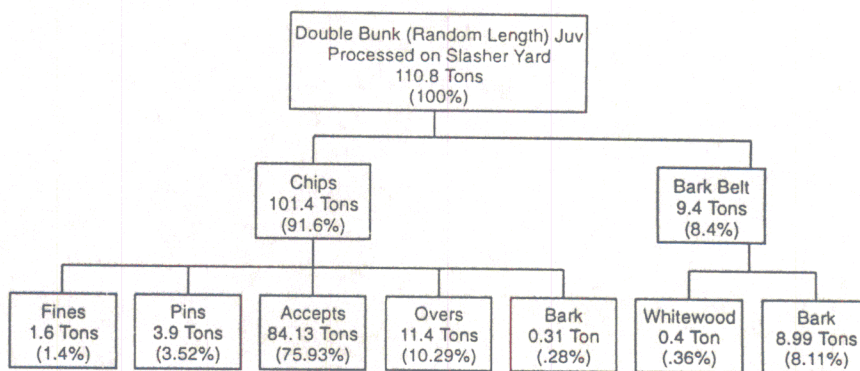 Double Bunk (Random Length) Juv
Processed on Slasher Yard
110.8 Tons
(100%)
Chips
101.4 Tons
(91.6%)
Bark Belt
9.4 Tons
(8.4%)
Fines
1.6 Tons
(1.4%)
Pins
3.9 Tons
(3.52%)
Accepts
84.13 Tons
(75.93%)
Overs
11.4 Tons
(10.29%)
Bark
0.31 Ton
(.28%)
Whitewood
0.4 Ton
(.36%)
Bark
8.99 Tons
(8.11%)